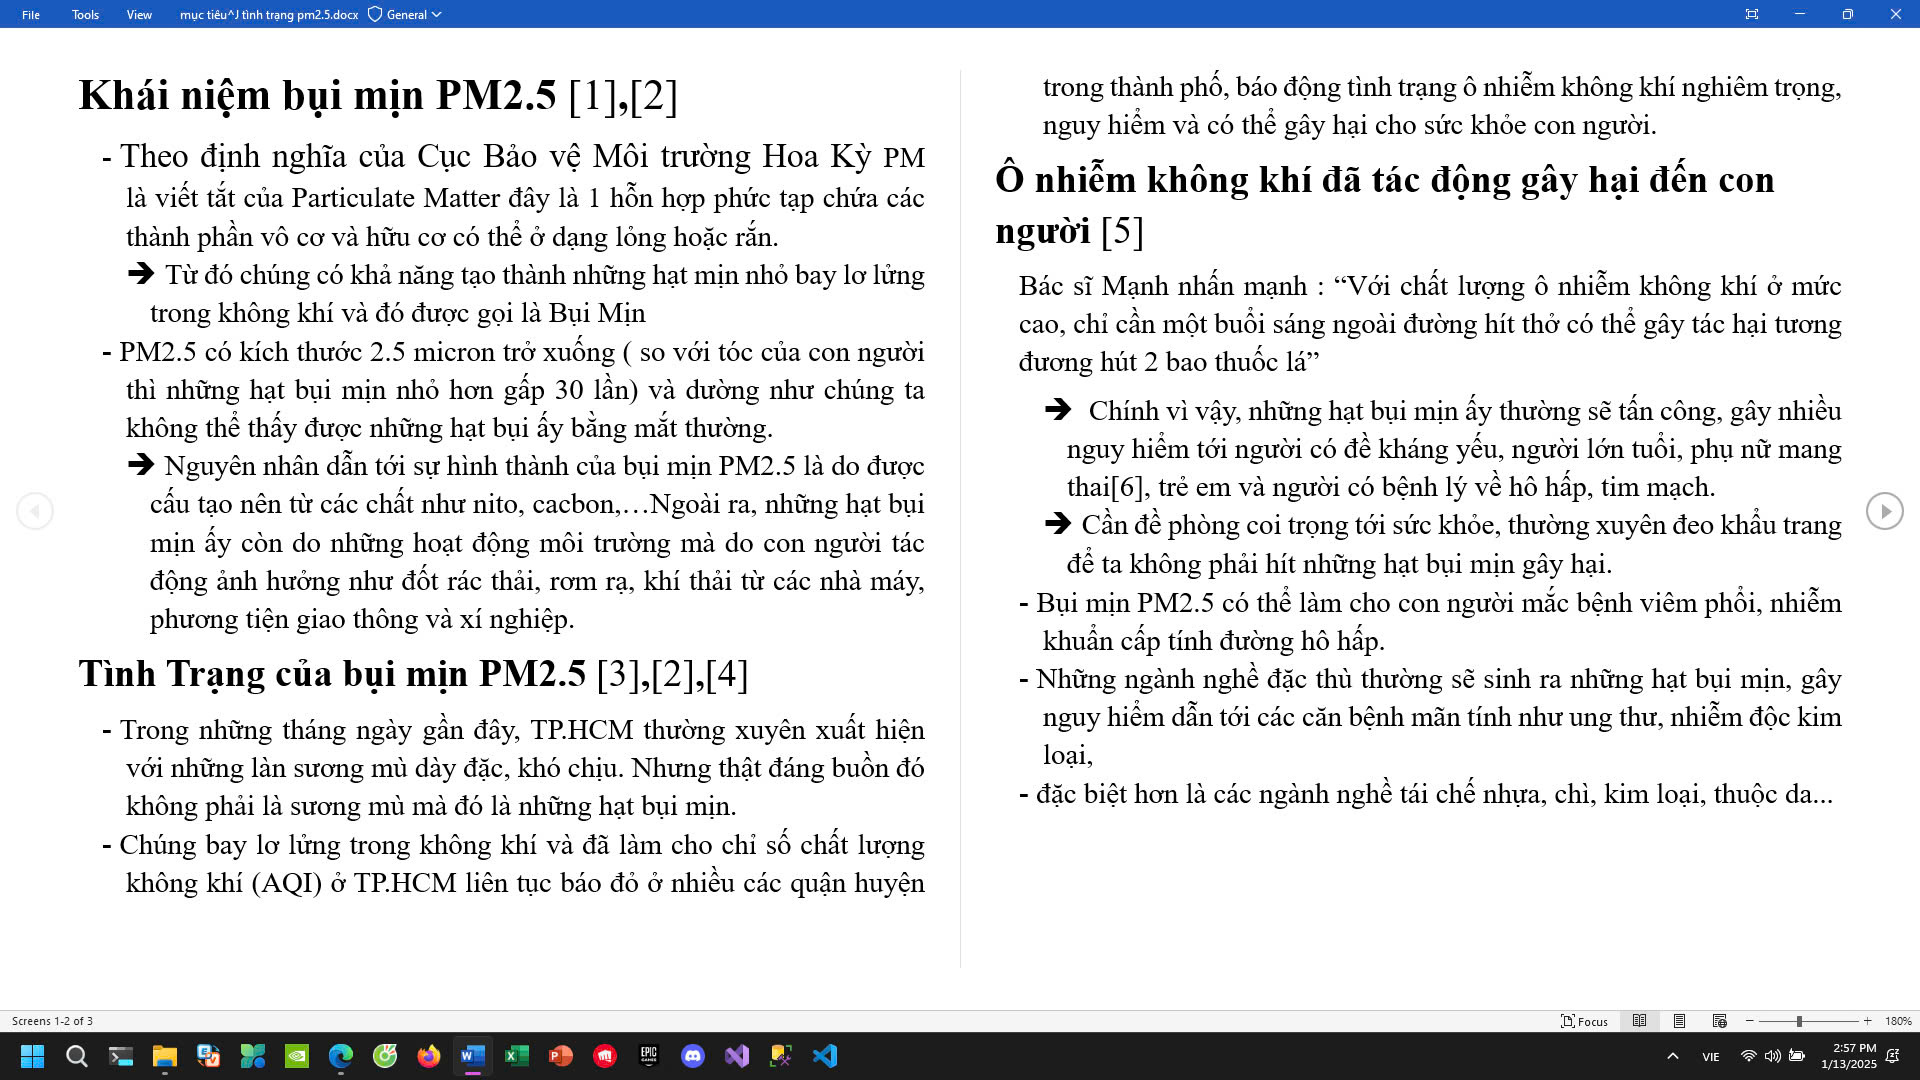 File Tools View mục tiêu^J tình trạng pm2.5.docx General
Khái niệm bụi mịn PM2.5 [1],[2]
- Theo định nghĩa của Cục Bảo vệ Môi trường Hoa Kỳ PM
là viết tắt của Particulate Matter đây là 1 hỗn hợp phức tạp chứa các
thành phần vô cơ và hữu cơ có thể ở dạng lỏng hoặc rắn.
➔ Từ đó chúng có khả năng tạo thành những hạt mịn nhỏ bay lơ lửng
trong không khí và đó được gọi là Bụi Mịn
- PM2.5 có kích thước 2.5 micron trở xuống ( so với tóc của con người
thì những hạt bụi mịn nhỏ hơn gấp 30 lần) và dường như chúng ta
không thể thấy được những hạt bụi ấy bằng mắt thường.
➔ Nguyên nhân dẫn tới sự hình thành của bụi mịn PM2.5 là do được
cấu tạo nên từ các chất như nito, cacbon,…Ngoài ra, những hạt bụi
mịn ấy còn do những hoạt động môi trường mà do con người tác
động ảnh hưởng như đốt rác thải, rơm rạ, khí thải từ các nhà máy,
phương tiện giao thông và xí nghiệp.
Tình Trạng của bụi mịn PM2.5 [3],[2],[4]
- Trong những tháng ngày gần đây, TP.HCM thường xuyên xuất hiện
với những làn sương mù dày đặc, khó chịu. Nhưng thật đáng buồn đó
không phải là sương mù mà đó là những hạt bụi mịn.
- Chúng bay lơ lửng trong không khí và đã làm cho chỉ số chất lượng
không khí (AQI) ở TP.HCM liên tục báo đỏ ở nhiều các quận huyện
trong thành phố, báo động tình trạng ô nhiễm không khí nghiêm trọng,
nguy hiểm và có thể gây hại cho sức khỏe con người.
Ô nhiễm không khí đã tác động gây hại đến con
người [5]
Bác sĩ Mạnh nhấn mạnh : “Với chất lượng ô nhiễm không khí ở mức
cao, chỉ cần một buổi sáng ngoài đường hít thở có thể gây tác hại tương
đương hút 2 bao thuốc lá”
➔ Chính vì vậy, những hạt bụi mịn ấy thường sẽ tấn công, gây nhiều
nguy hiểm tới người có đề kháng yếu, người lớn tuổi, phụ nữ mang
thai[6], trẻ em và người có bệnh lý về hô hấp, tim mạch.
➔ Cần đề phòng coi trọng tới sức khỏe, thường xuyên đeo khẩu trang
để ta không phải hít những hạt bụi mịn gây hại.
- Bụi mịn PM2.5 có thể làm cho con người mắc bệnh viêm phổi, nhiễm
khuẩn cấp tính đường hô hấp.
- Những ngành nghề đặc thù thường sẽ sinh ra những hạt bụi mịn, gây
nguy hiểm dẫn tới các căn bệnh mãn tính như ung thư, nhiễm độc kim
loại,
- đặc biệt hơn là các ngành nghề tái chế nhựa, chì, kim loại, thuộc da...
Screens 1-2 of 3 Focus 180%
EPIC GAMES
VIE
2:57 PM
1/13/2025